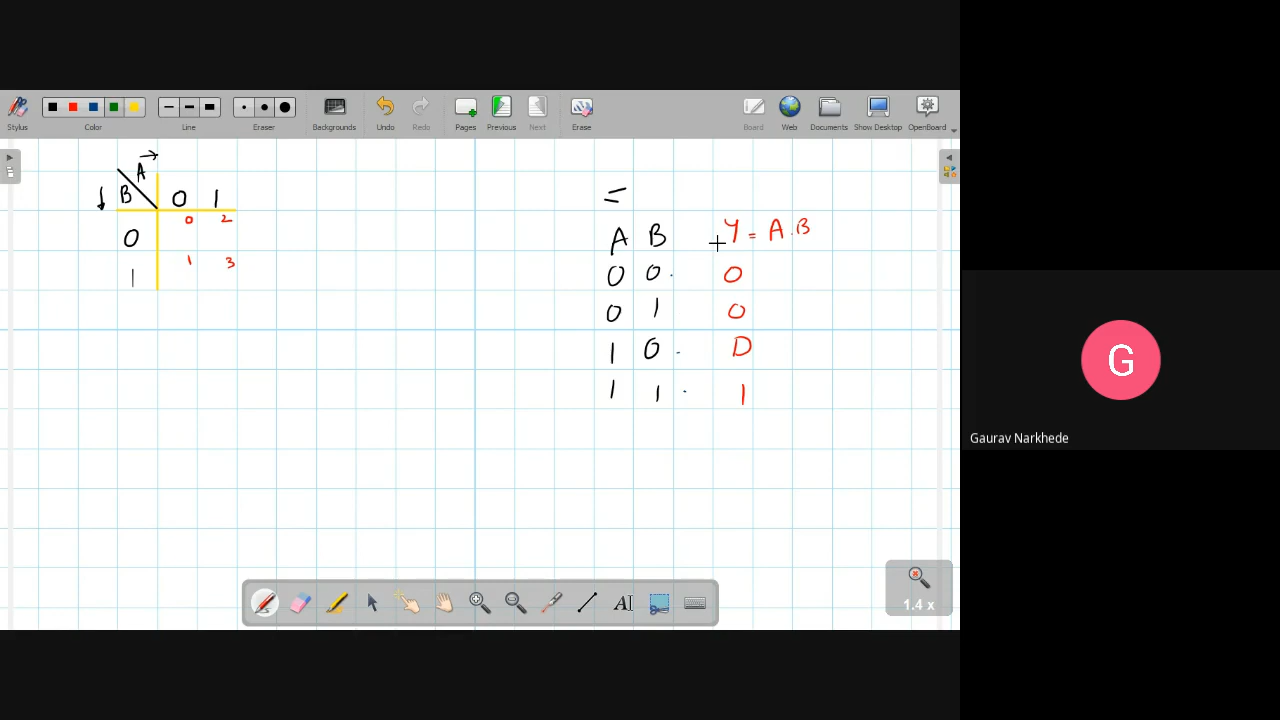 Stylus Color Line Eraser Backgrounds Undo Redo Pages Previous Next Erase Board Web Documents Show Desktop OpenBoard
A
B 0 1
0 2
0
1 3
1
=
A B Y = A.B
0 0. 0
0 1 0
1 0. 0
1 1. 1
G
Gaurav Narkhede
AI
1.4 x